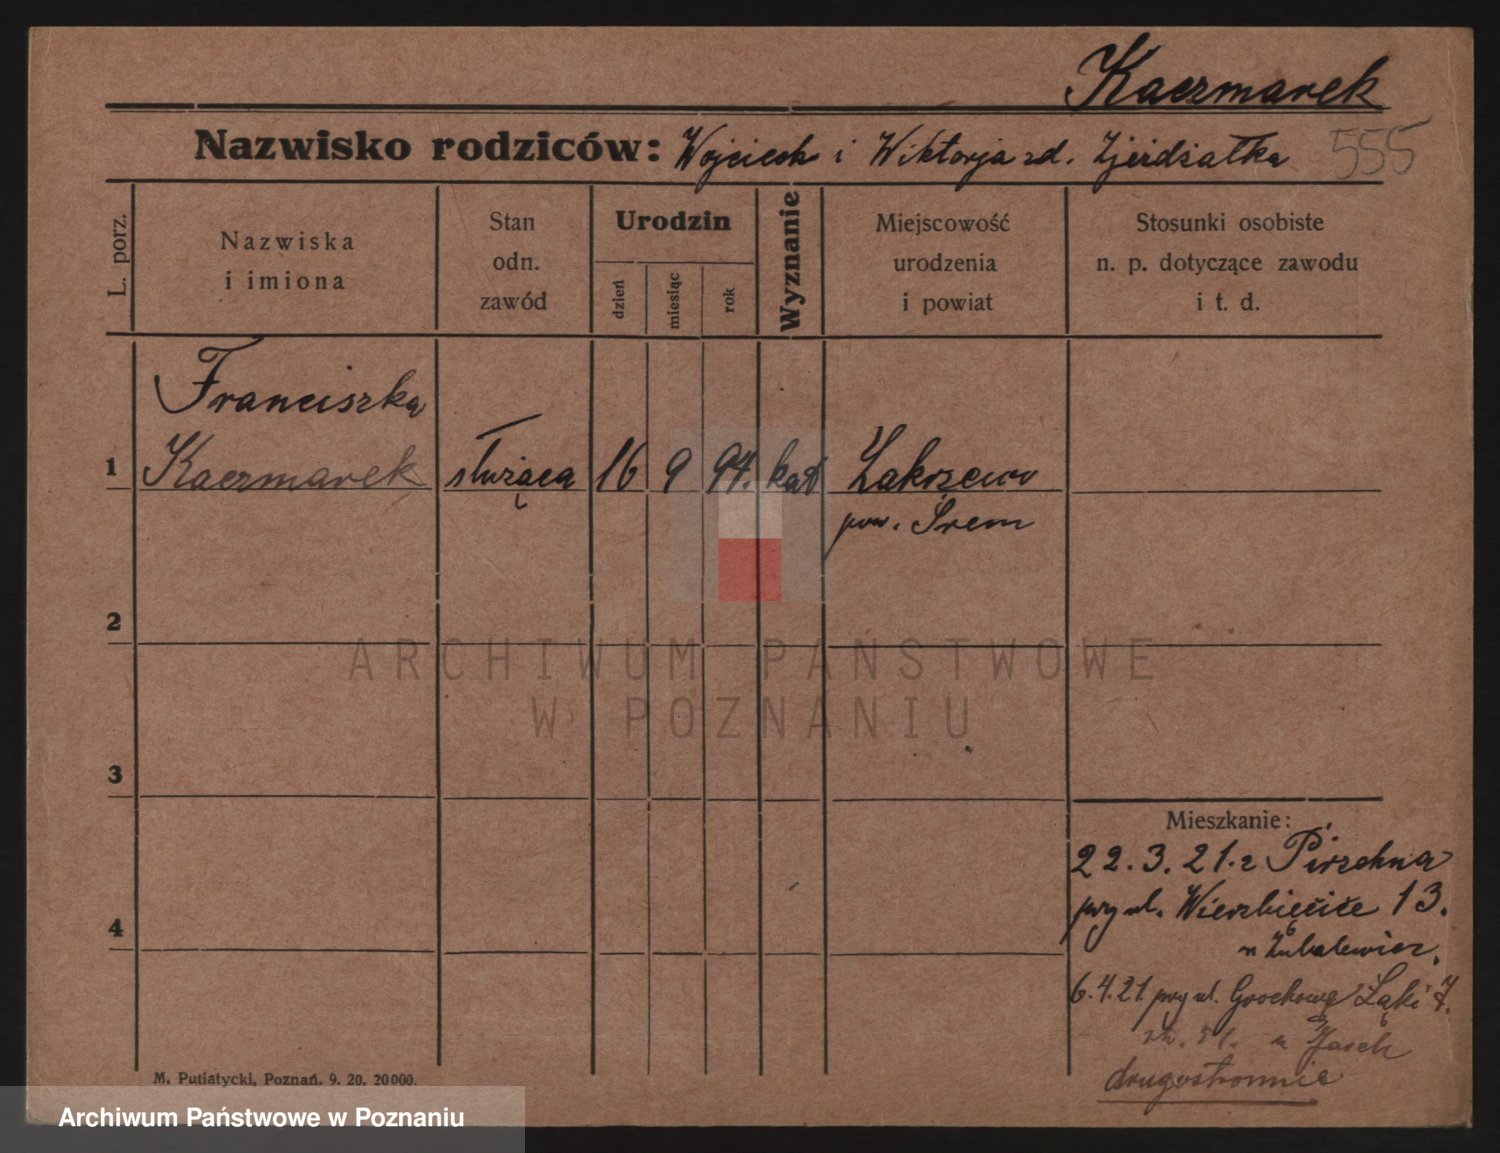 Kaczmarek
Nazwisko rodziców: Wojciech i Wiktorja zd. 555
L. porz.
Nazwiska
i imiona
Stan
odn.
zawód
Urodzin
dzień
miesiąc
rok
Wyznanie
Miejscowość
urodzenia
i powiat
Stosunki osobiste
n. p. dotyczące zawodu
i t. d.
Franciszka
1 Kaczmarek służąca 16 9 94. kat Zakrzewo
pow. Śrem
2
3
4
Mieszkanie:
22.3.21. z Pierzchna
przy ul. Wierzbięcice 13.
6.4.21 przy ul. Grochowe Łąki 7.
drugostronnie
M. Putiatycki, Poznań. 9. 20. 20000.
ARCHIWUM PAŃSTWOWE
W POZNANIU
Archiwum Państwowe w Poznaniu